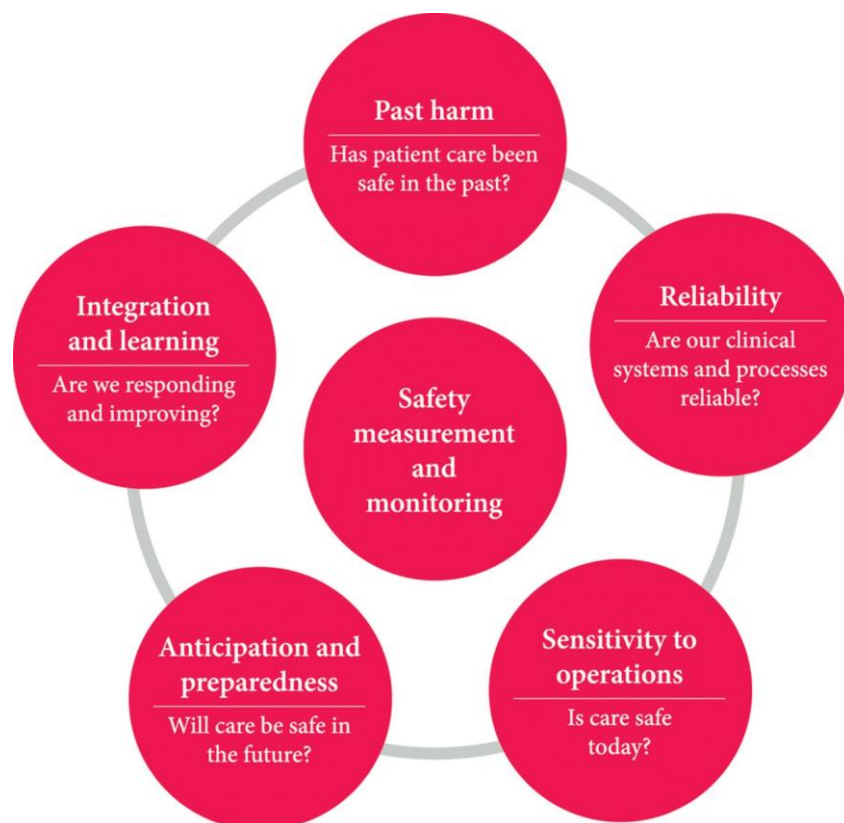 Past harm
Has patient care been
safe in the past?
Reliability
Are our clinical
systems and processes
reliable?
Sensitivity to
operations
Is care safe
today?
Anticipation and
preparedness
Will care be safe in
the future?
Integration
and learning
Are we responding
and improving?
Safety
measurement
and
monitoring